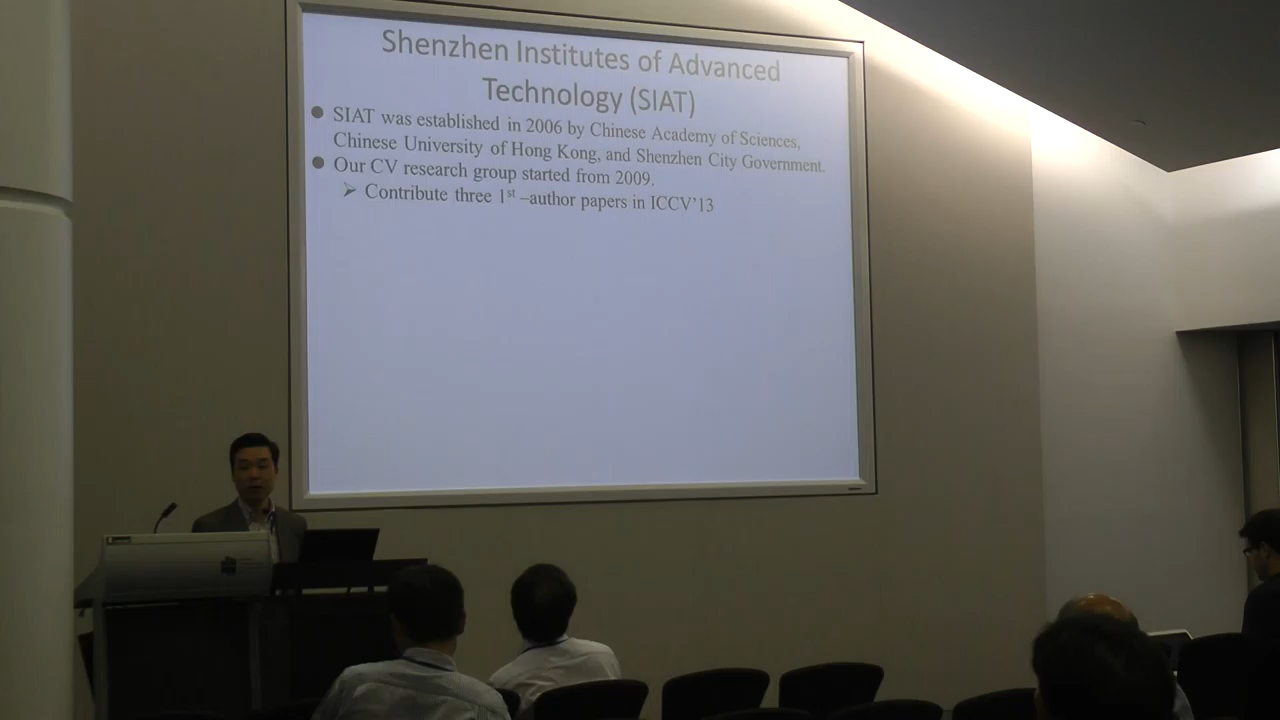 Shenzhen Institutes of Advanced
Technology (SIAT)
● SIAT was established in 2006 by Chinese Academy of Sciences,
Chinese University of Hong Kong, and Shenzhen City Government.
● Our CV research group started from 2009.
➢ Contribute three 1st –author papers in ICCV'13